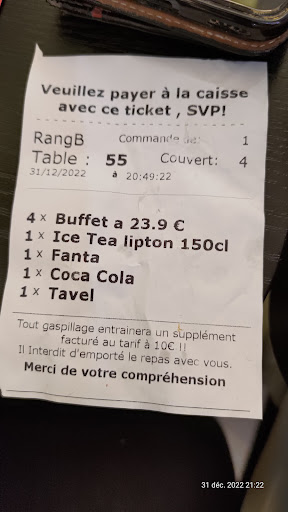 Veuillez payer à la caisse
avec ce ticket , SVP!
RangB Commande 1
Table : 55 Couvert: 4
31/12/2022 à 20:49:22
4 x Buffet a 23.9 €
1 x Ice Tea lipton 150cl
1 x Fanta
1 x Coca Cola
1 x Tavel
Tout gaspillage entrainera un supplément
facturé au tarif à 10€ !!
Il Interdit d'emporté le repas avec vous.
Merci de votre compréhension
31 déc. 2022 21:22